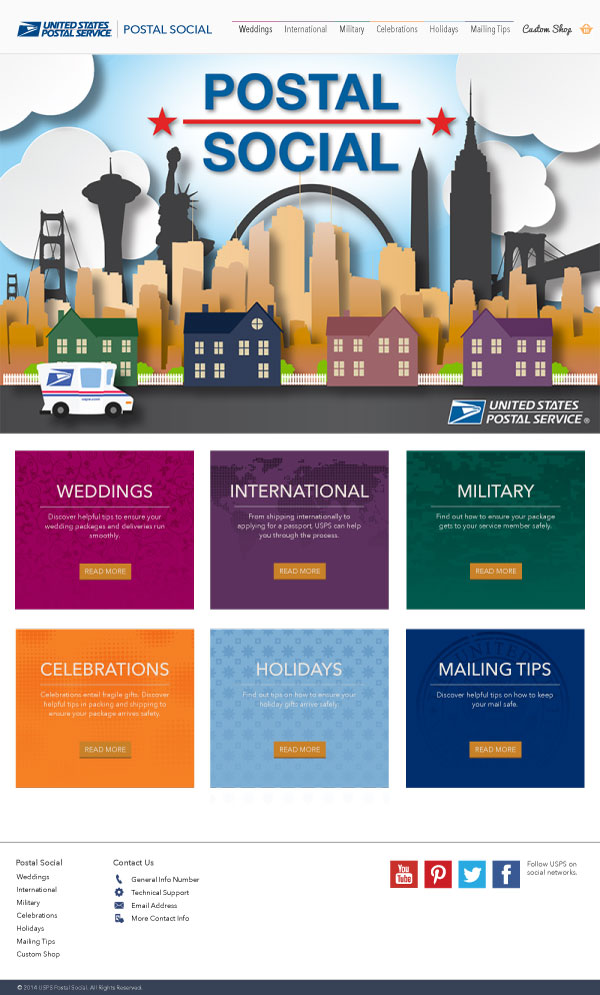 UNITED STATES
POSTAL SERVICE
POSTAL SOCIAL
Weddings International Military Celebrations Holidays Mailing Tips Custom Shop
POSTAL
SOCIAL
usps.com
UNITED STATES
POSTAL SERVICE ®
WEDDINGS
Discover helpful tips to ensure your
wedding packages and deliveries run
smoothly.
READ MORE
INTERNATIONAL
From shipping internationally to
applying for a passport, USPS can help
you through the process.
READ MORE
MILITARY
Find out how to ensure your package
gets to your service member safely.
READ MORE
CELEBRATIONS
Celebrations entail fragile gifts. Discover
helpful tips in packing and shipping to
ensure your package arrives safely.
READ MORE
HOLIDAYS
Find out tips on how to ensure your
holiday gifts arrive safely.
READ MORE
UNITED
MAILING TIPS
Discover helpful tips on how to keep
your mail safe.
READ MORE
Postal Social
Weddings
International
Military
Celebrations
Holidays
Mailing Tips
Custom Shop
Contact Us
General Info Number
Technical Support
Email Address
More Contact Info
You
Tube
Follow USPS on
social networks.
© 2014 USPS Postal Social. All Rights Reserved.